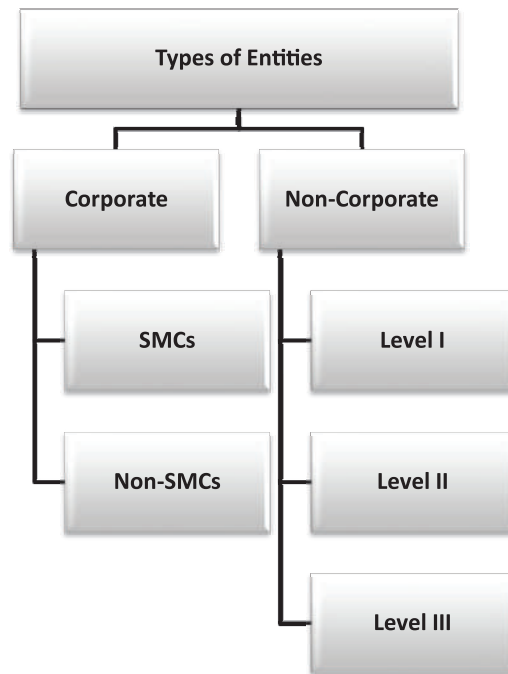 Types of Entities
Corporate
Non-Corporate
SMCs
Level I
Non-SMCs
Level II
Level III